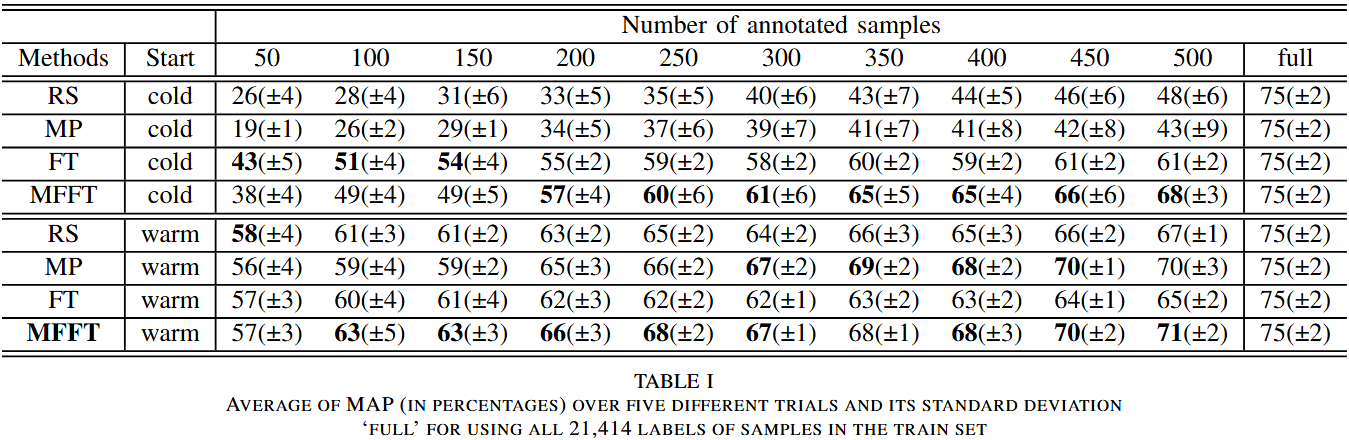 Number of annotated samples
Methods Start 50 100 150 200 250 300 350 400 450 500 full
RS cold 26(±4) 28(±4) 31(±6) 33(±5) 35(±5) 40(±6) 43(±7) 44(±5) 46(±6) 48(±6) 75(±2)
MP cold 19(±1) 26(±2) 29(±1) 34(±5) 37(±6) 39(±7) 41(±7) 41(±8) 42(±8) 43(±9) 75(±2)
FT cold 43(±5) 51(±4) 54(±4) 55(±2) 59(±2) 58(±2) 60(±2) 59(±2) 61(±2) 61(±2) 75(±2)
MFFT cold 38(±4) 49(±4) 49(±5) 57(±4) 60(±6) 61(±6) 65(±5) 65(±4) 66(±6) 68(±3) 75(±2)
RS warm 58(±4) 61(±3) 61(±2) 63(±2) 65(±2) 64(±2) 66(±3) 65(±3) 66(±2) 67(±1) 75(±2)
MP warm 56(±4) 59(±4) 59(±2) 65(±3) 66(±2) 67(±2) 69(±2) 68(±2) 70(±1) 70(±3) 75(±2)
FT warm 57(±3) 60(±4) 61(±4) 62(±3) 62(±2) 62(±1) 63(±2) 63(±2) 64(±1) 65(±2) 75(±2)
MFFT warm 57(±3) 63(±5) 63(±3) 66(±3) 68(±2) 67(±1) 68(±1) 68(±3) 70(±2) 71(±2) 75(±2)
TABLE I
AVERAGE OF MAP (IN PERCENTAGES) OVER FIVE DIFFERENT TRIALS AND ITS STANDARD DEVIATION
‘FULL’ FOR USING ALL 21,414 LABELS OF SAMPLES IN THE TRAIN SET